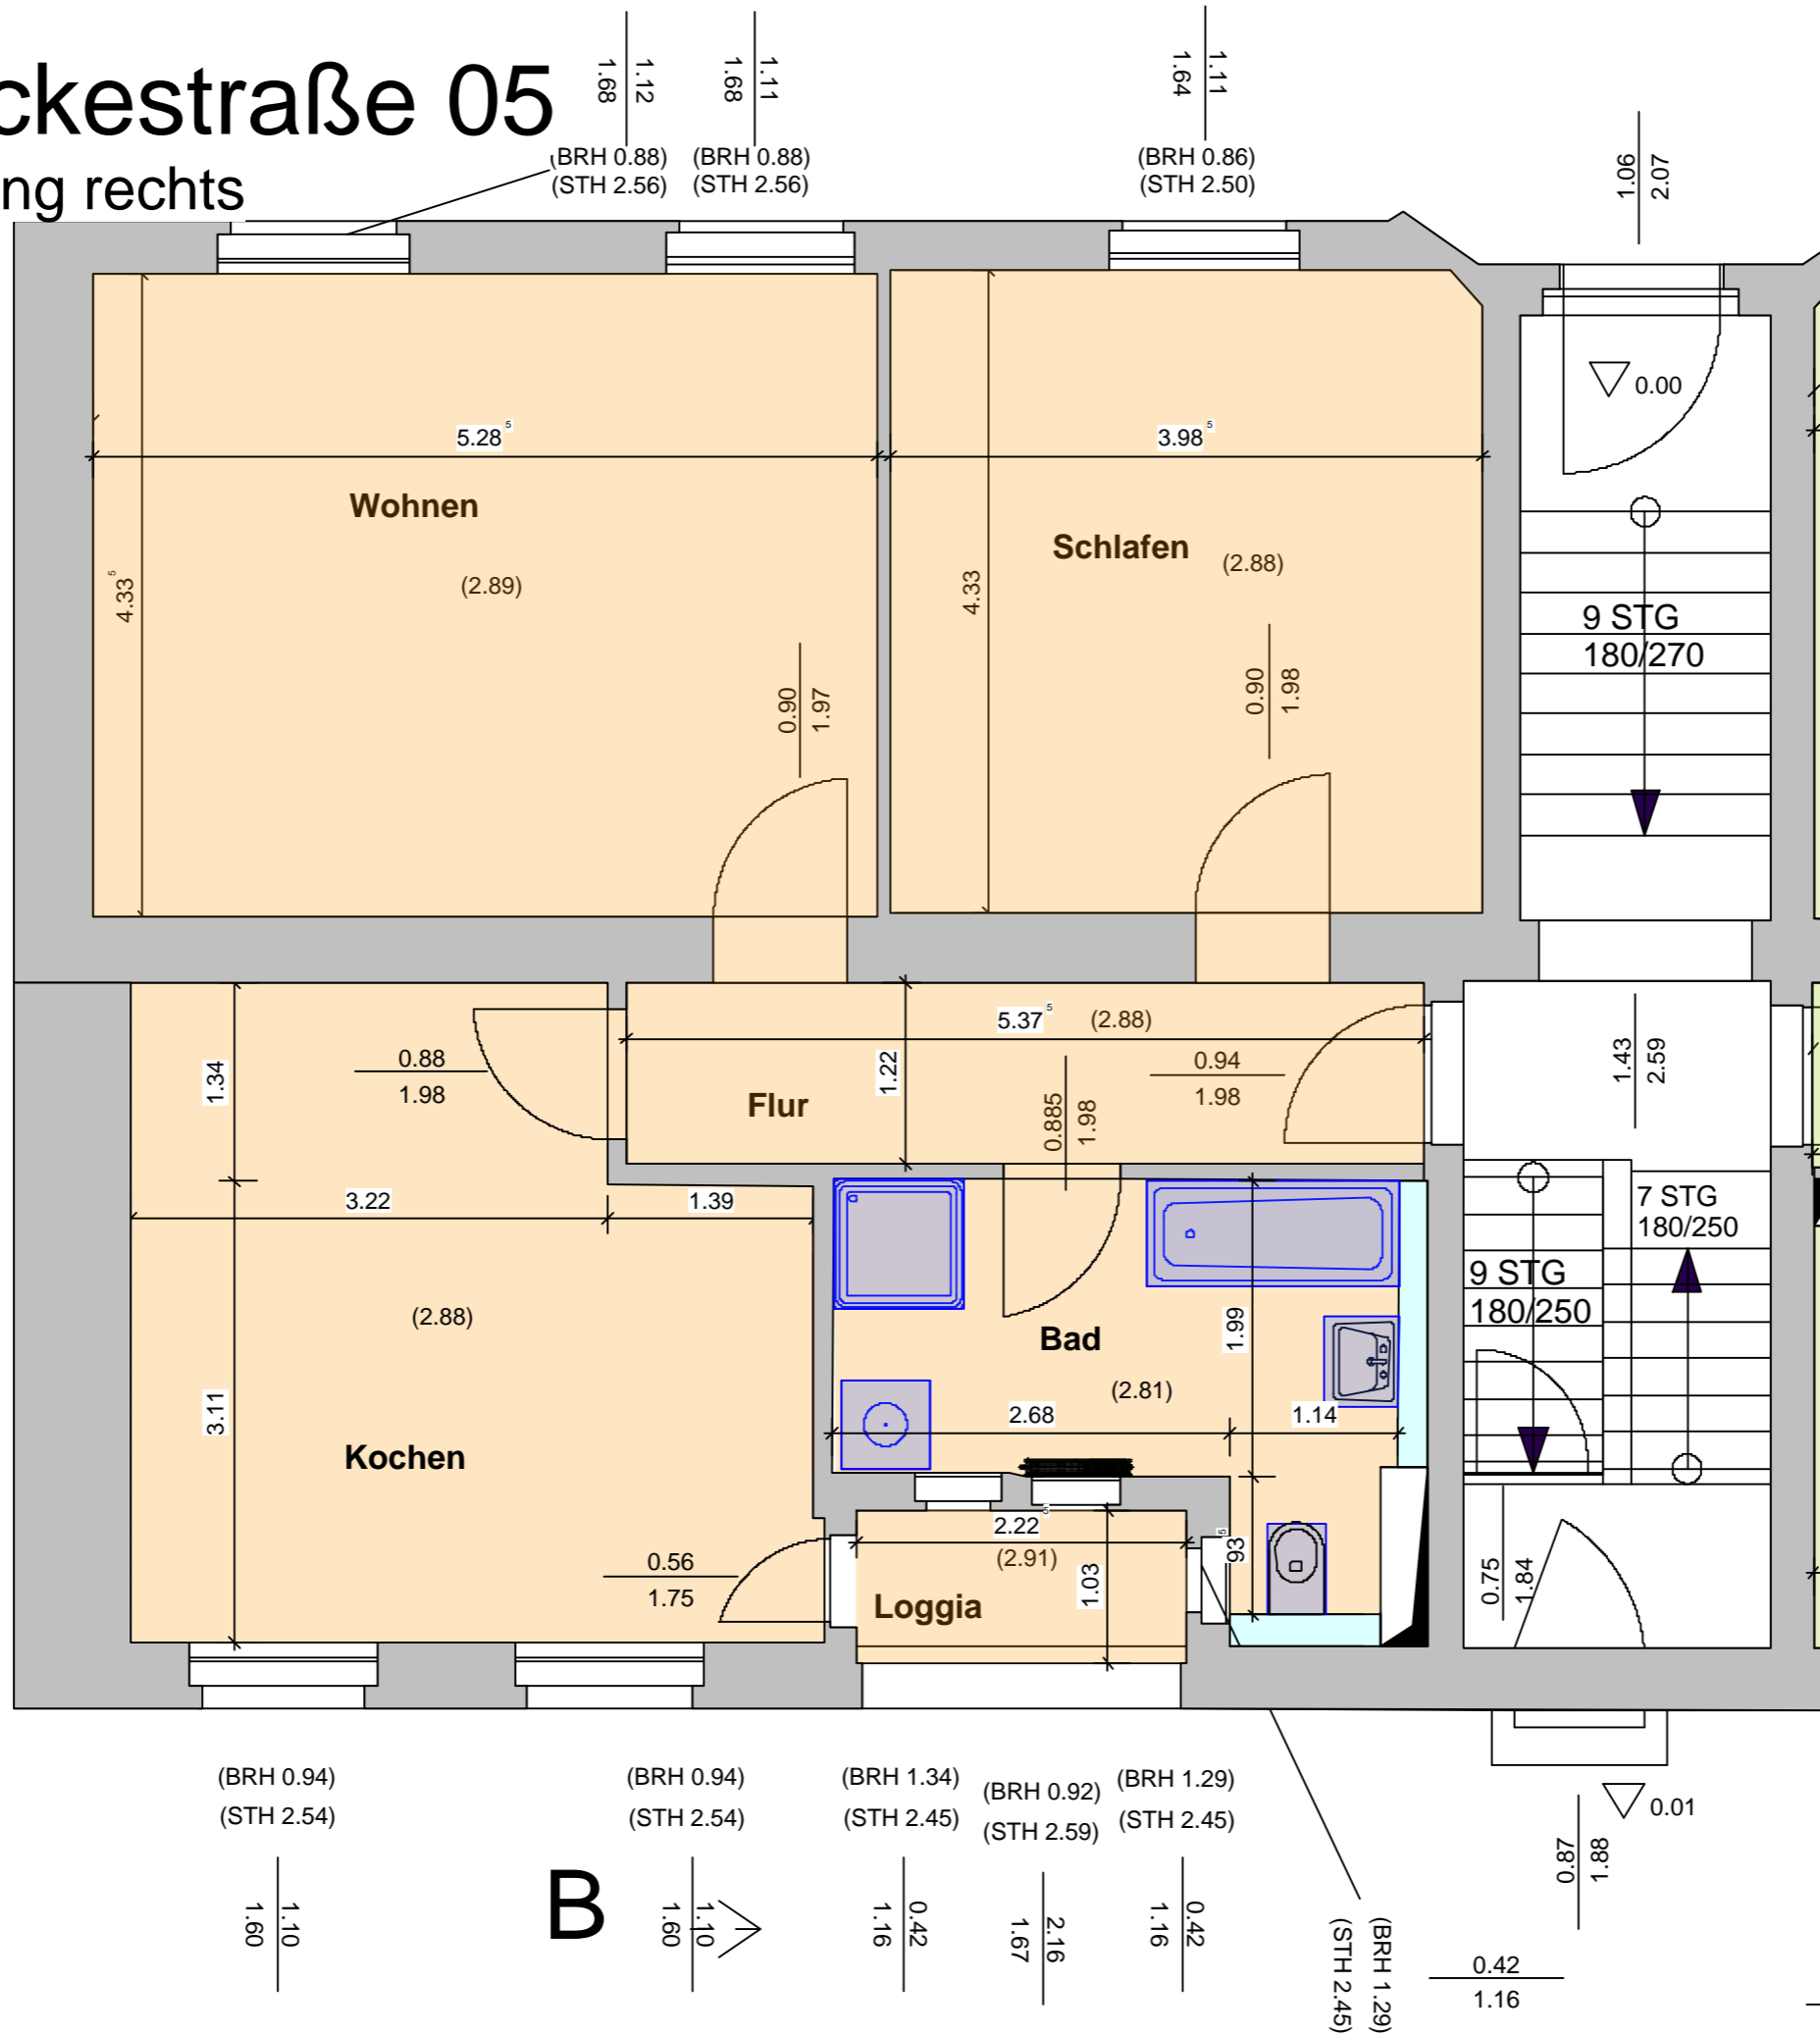 ckestraße 05
ng rechts
1.68
1.12
(BRH 0.88)
(STH 2.56)
1.68
1.11
(BRH 0.88)
(STH 2.56)
1.64
1.11
(BRH 0.86)
(STH 2.50)
1.06
2.07
0.00
5.28⁵
3.98⁵
Wohnen
(2.89)
4.33⁵
Schlafen
(2.88)
4.33
0.90
1.97
0.90
1.98
9 STG
180/270
5.37⁵ (2.88)
1.34
0.88
1.98
1.22
Flur
0.885
1.98
0.94
1.98
1.43
2.59
3.22
1.39
7 STG
180/250
9 STG
180/250
(2.88)
Bad
1.99
(2.81)
2.68
1.14
3.11
Kochen
2.22⁵
(2.91)
93⁵
0.56
1.75
1.03
Loggia
0.75
1.84
(BRH 0.94)
(STH 2.54)
(BRH 0.94)
(STH 2.54)
(BRH 1.34)
(STH 2.45)
(BRH 0.92)
(STH 2.59)
(BRH 1.29)
(STH 2.45)
0.01
0.87
1.88
1.60
1.10
B
1.60
1.10
1.16
0.42
1.67
2.16
1.16
0.42
(BRH 1.29)
(STH 2.45)
0.42
1.16